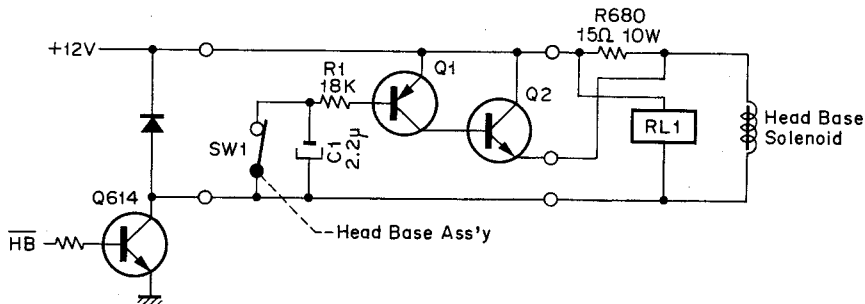 R680
15Ω 10W
+12V
R1
18K
Q1
Q2
SW1
C1
2.2μ
RL1
Head Base
Solenoid
Q614
HB
Head Base Ass'y